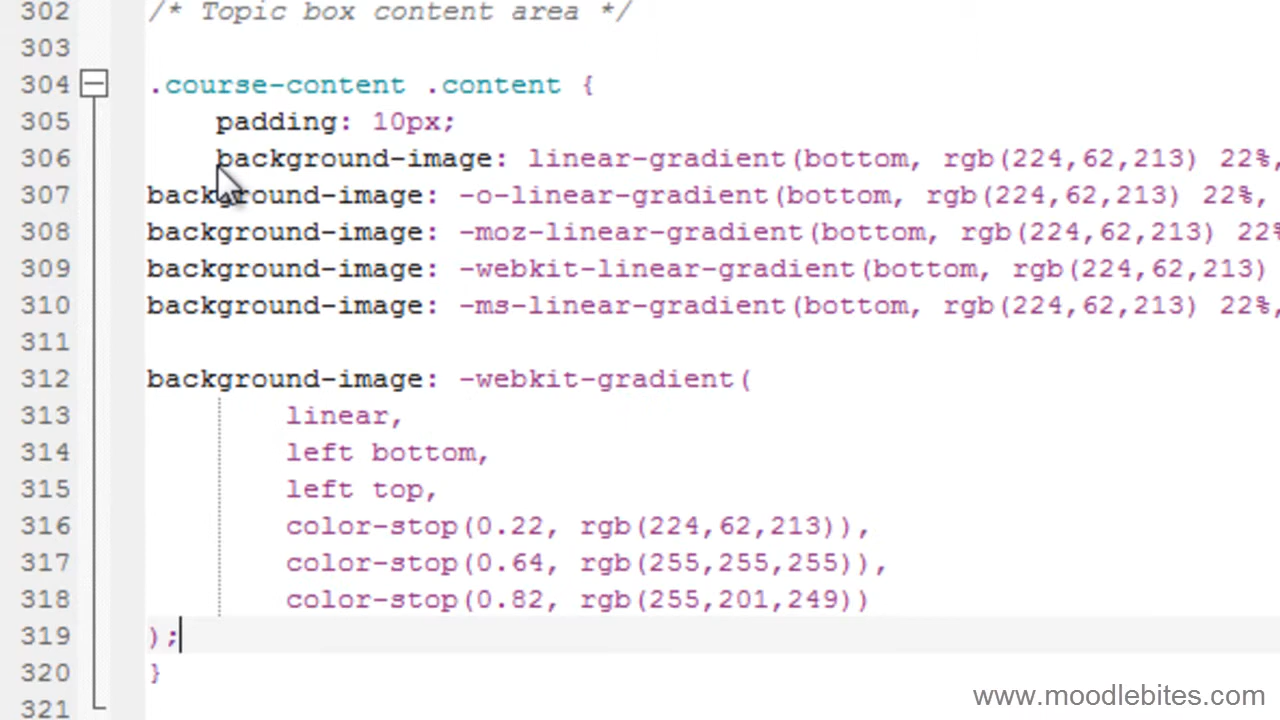 302 /* Topic box content area */
303
304 .course-content .content {
305 padding: 10px;
306 background-image: linear-gradient(bottom, rgb(224,62,213) 22%,
307 background-image: -o-linear-gradient(bottom, rgb(224,62,213) 22%,
308 background-image: -moz-linear-gradient(bottom, rgb(224,62,213) 22%
309 background-image: -webkit-linear-gradient(bottom, rgb(224,62,213)
310 background-image: -ms-linear-gradient(bottom, rgb(224,62,213) 22%,
311
312 background-image: -webkit-gradient(
313 linear,
314 left bottom,
315 left top,
316 color-stop(0.22, rgb(224,62,213)),
317 color-stop(0.64, rgb(255,255,255)),
318 color-stop(0.82, rgb(255,201,249))
319 );
320 }
321
www.moodlebites.com